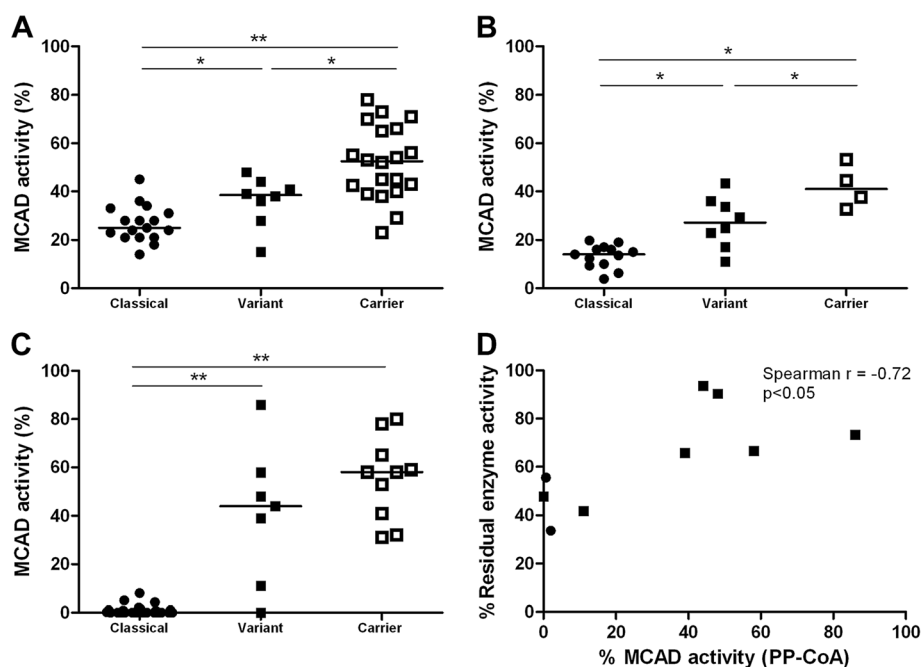 A
MCAD activity (%)
100
80
60
40
20
0
**
*
*
Classical
Variant
Carrier
B
MCAD activity (%)
100
80
60
40
20
0
*
*
*
Classical
Variant
Carrier
C
MCAD activity (%)
100
80
60
40
20
0
**
**
Classical
Variant
Carrier
D
% Residual enzyme activity
100
80
60
40
20
0
Spearman r = -0.72
p<0.05
0
20
40
60
80
100
% MCAD activity (PP-CoA)